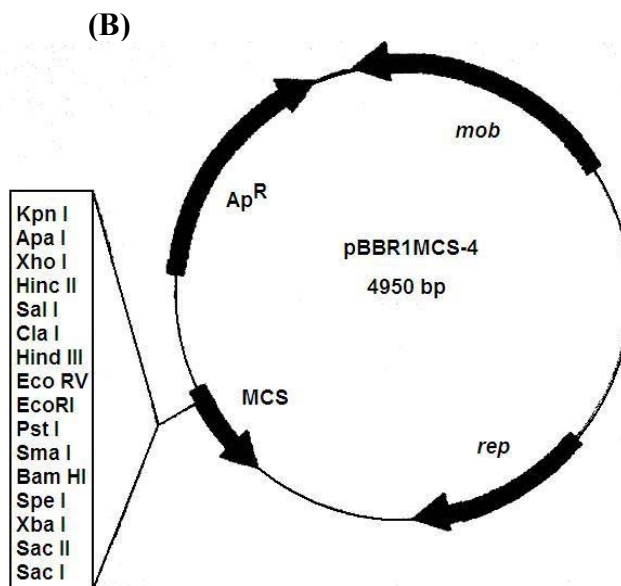 (B)
mob
Ap^R
pBBR1MCS-4
4950 bp
Kpn I
Apa I
Xho I
Hinc II
Sal I
Cla I
Hind III
Eco RV
EcoRI
Pst I
Sma I
Bam HI
Spe I
Xba I
Sac II
Sac I
MCS
rep